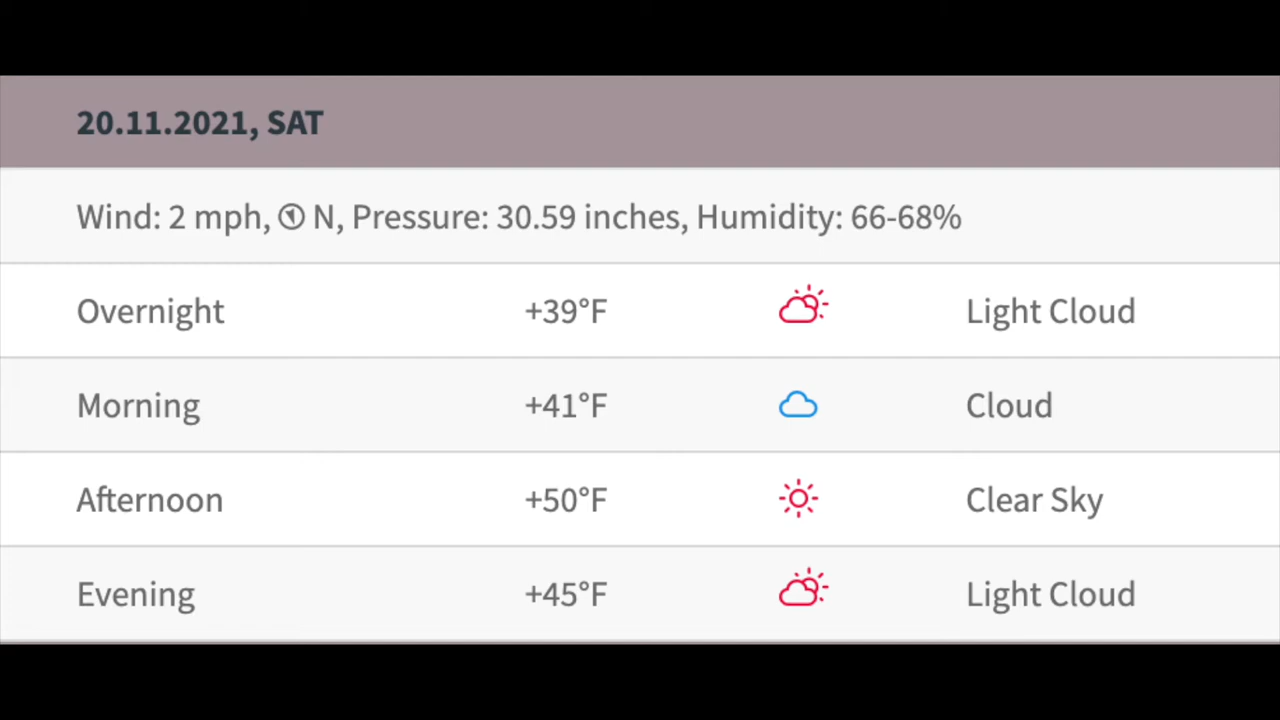 20.11.2021, SAT
Wind: 2 mph, N, Pressure: 30.59 inches, Humidity: 66-68%
Overnight +39°F Light Cloud
Morning +41°F Cloud
Afternoon +50°F Clear Sky
Evening +45°F Light Cloud